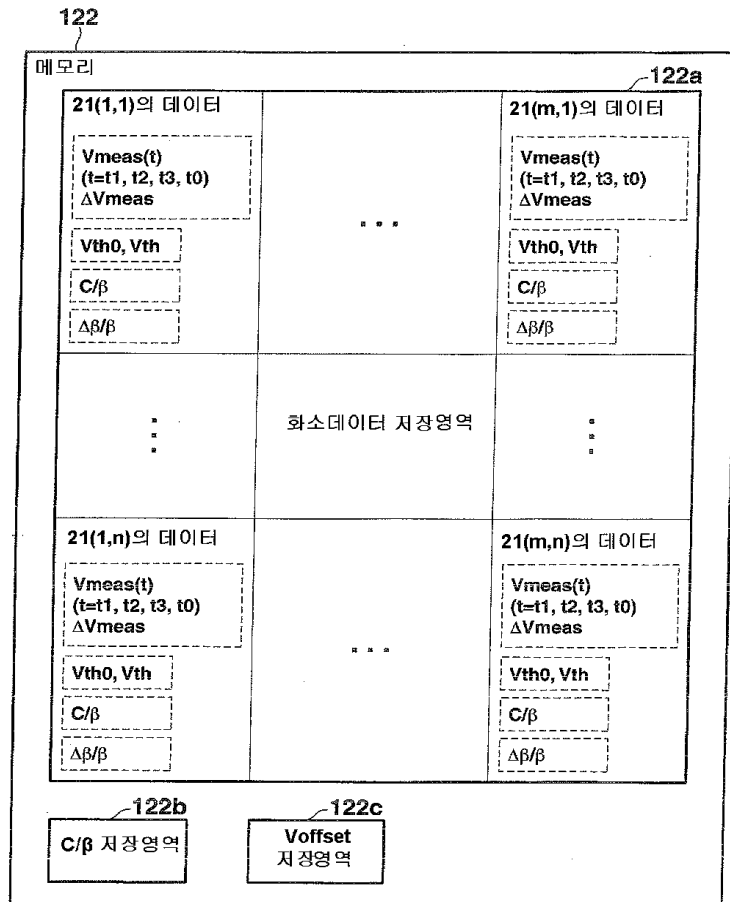 122
메모리
122a
21(1,1)의 데이터
Vmeas(t)
(t=t1, t2, t3, t0)
ΔVmeas
Vth0, Vth
C/β
Δβ/β
21(m,1)의 데이터
Vmeas(t)
(t=t1, t2, t3, t0)
ΔVmeas
Vth0, Vth
C/β
Δβ/β
화소데이터 저장영역
21(1,n)의 데이터
Vmeas(t)
(t=t1, t2, t3, t0)
ΔVmeas
Vth0, Vth
C/β
Δβ/β
21(m,n)의 데이터
Vmeas(t)
(t=t1, t2, t3, t0)
ΔVmeas
Vth0, Vth
C/β
Δβ/β
122b
C/β 저장영역
122c
Voffset
저장영역